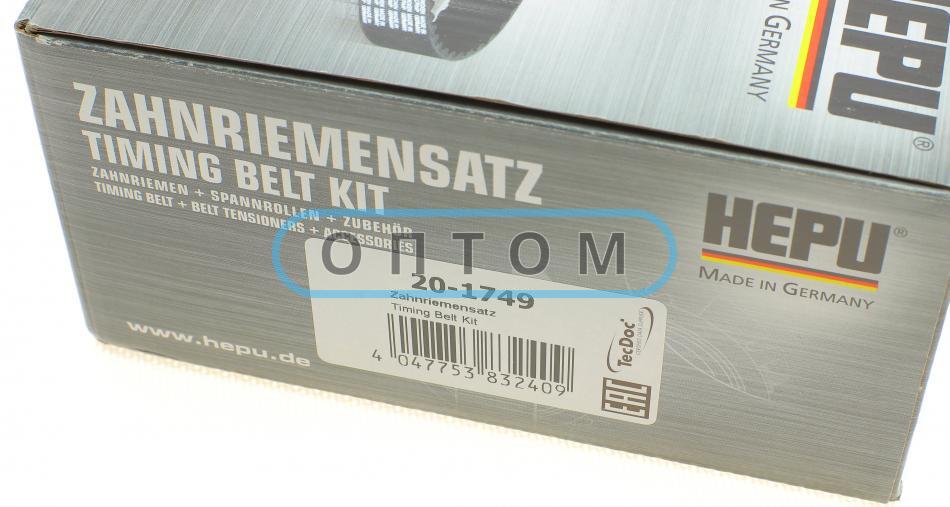 HEPU®
IN GERMANY
ZAHNRIEMENSATZ
TIMING BELT KIT
ZAHNRIEMEN + SPANNROLLEN + ZUBEHÖR
TIMING BELT + BELT TENSIONERS + ACCESSORIES
HEPU®
MADE IN GERMANY
ОПТОМ
20-1749
Zahnriemensatz
Timing Belt Kit
4 047753 832409
TecDoc
EAC
www.hepu.de